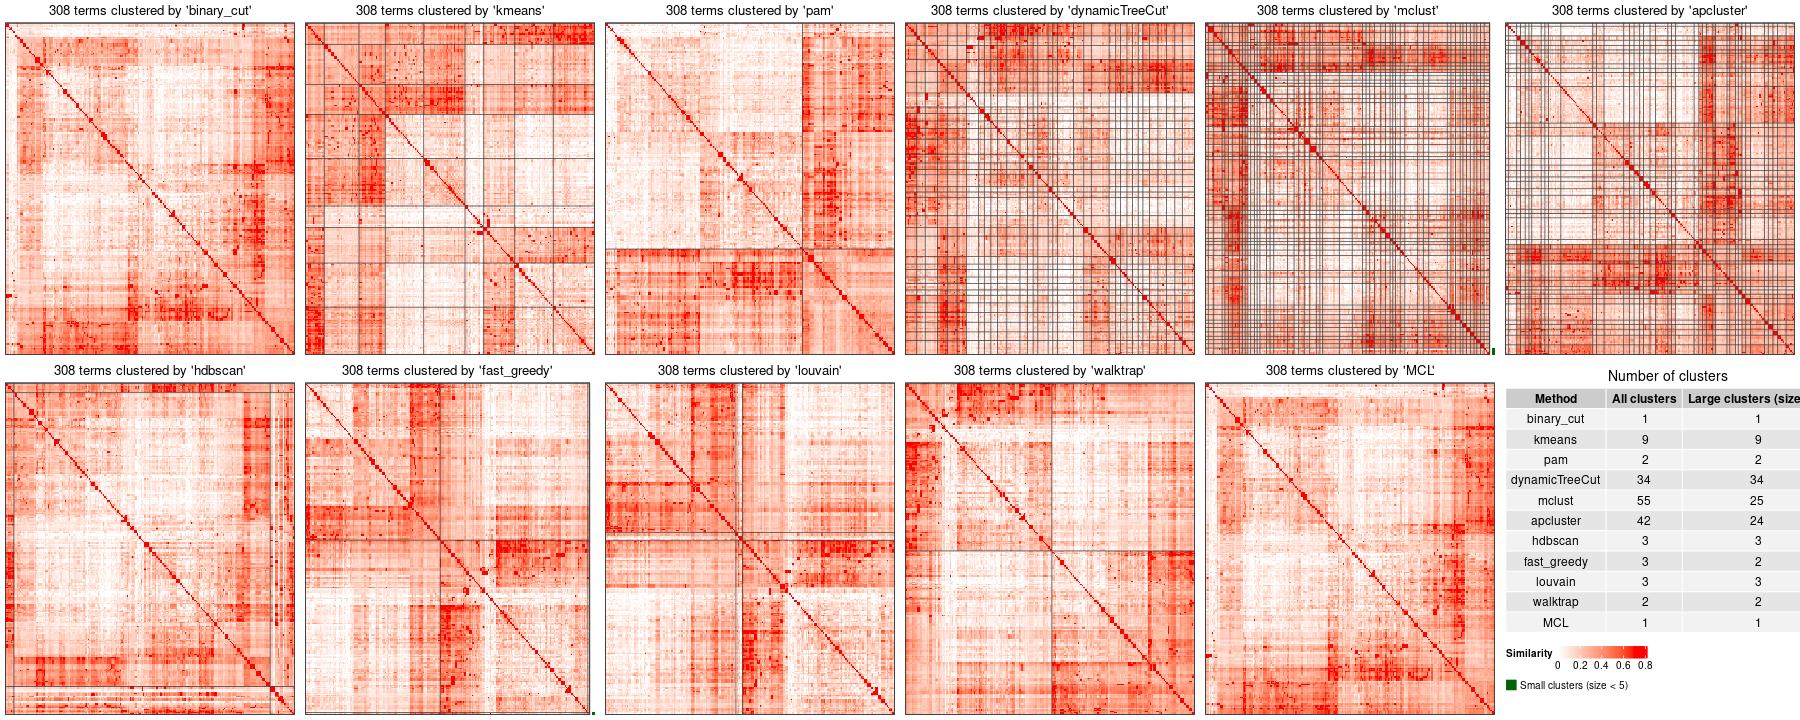 308 terms clustered by 'binary_cut'
308 terms clustered by 'kmeans'
308 terms clustered by 'pam'
308 terms clustered by 'dynamicTreeCut'
308 terms clustered by 'mclust'
308 terms clustered by 'apcluster'
308 terms clustered by 'hdbscan'
308 terms clustered by 'fast_greedy'
308 terms clustered by 'louvain'
308 terms clustered by 'walktrap'
308 terms clustered by 'MCL'
Number of clusters
Method All clusters Large clusters (size
binary_cut 1 1
kmeans 9 9
pam 2 2
dynamicTreeCut 34 34
mclust 55 25
apcluster 42 24
hdbscan 3 3
fast_greedy 3 2
louvain 3 3
walktrap 2 2
MCL 1 1
Similarity
0 0.2 0.4 0.6 0.8
Small clusters (size < 5)